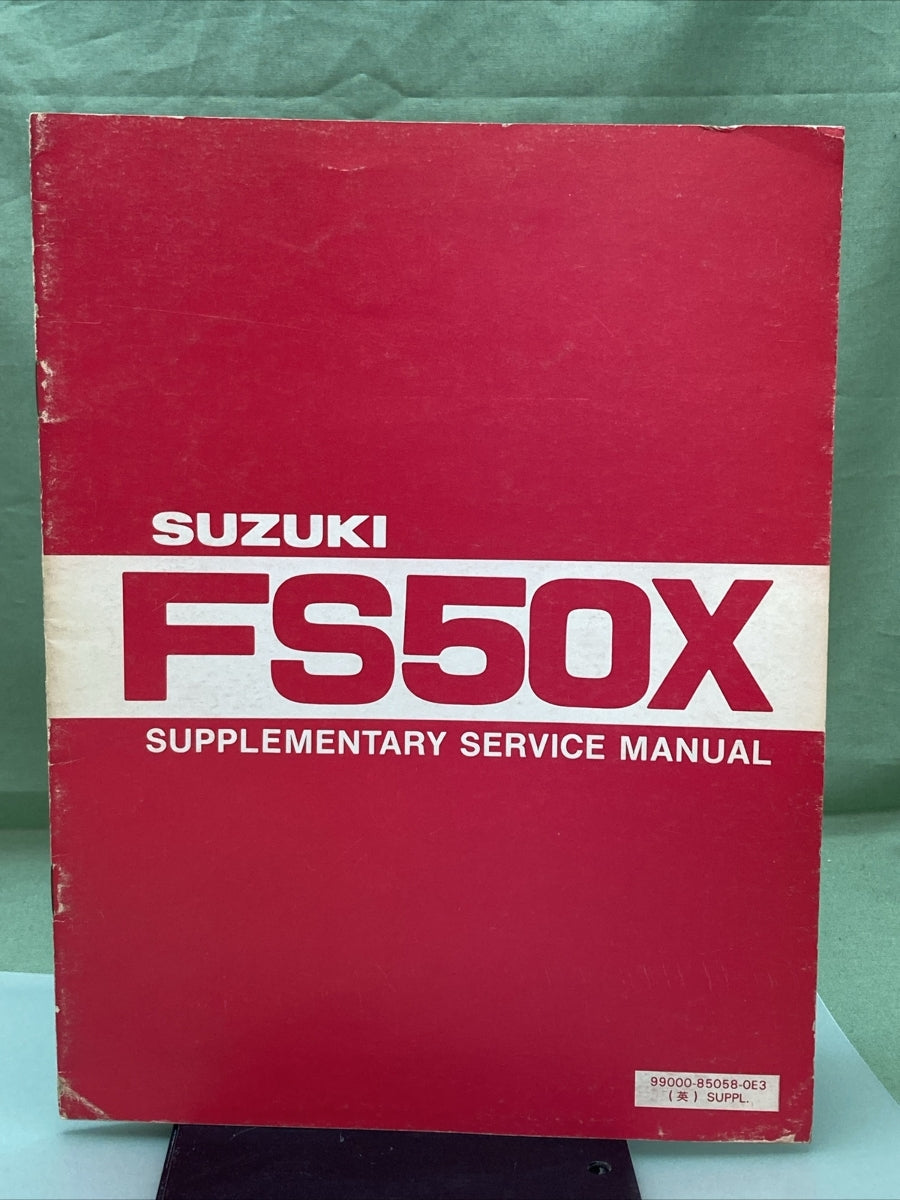 SUZUKI
FS50X
SUPPLEMENTARY SERVICE MANUAL
99000-85058-0E3
(英) SUPPL.